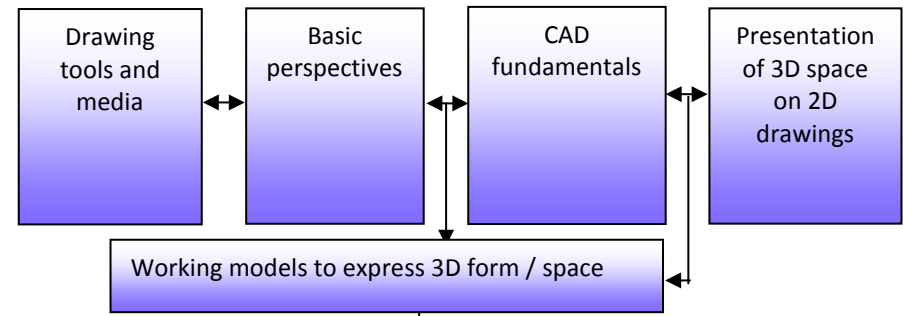 Drawing
tools and
media
Basic
perspectives
CAD
fundamentals
Presentation
of 3D space
on 2D
drawings
Working models to express 3D form / space